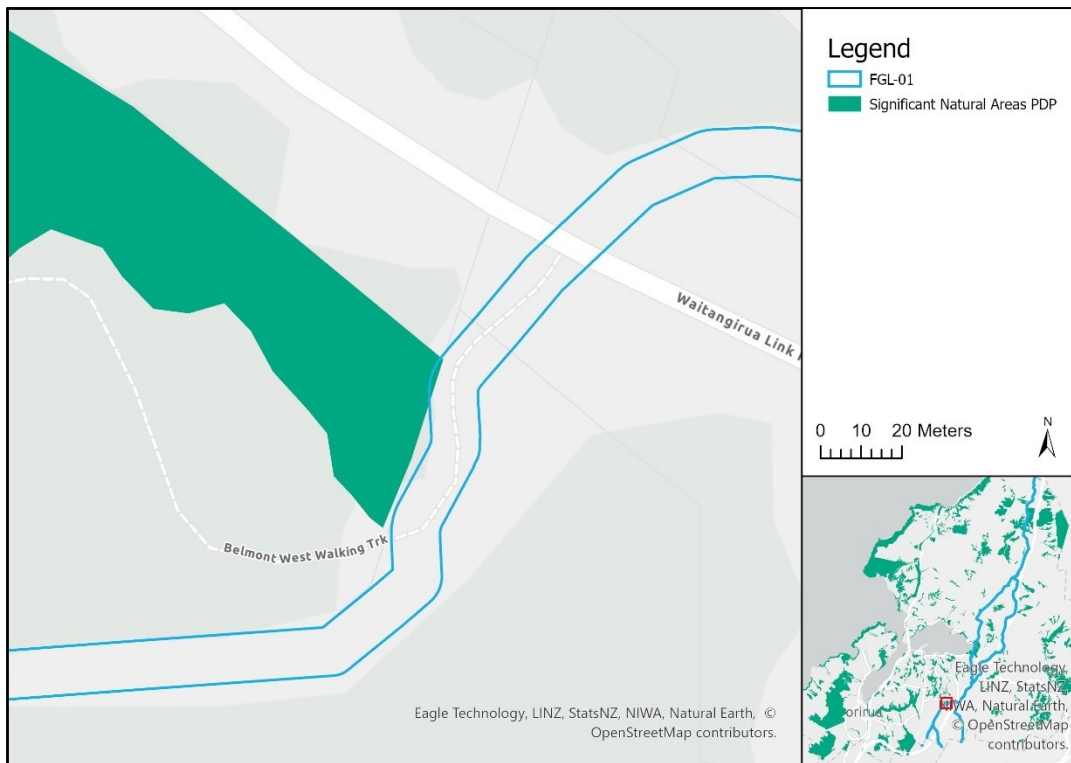 Legend
FGL-01
Significant Natural Areas PDP
Waitangirua Link
Belmont West Walking Trk
Eagle Technology, LINZ, StatsNZ, NIWA, Natural Earth, ©
OpenStreetMap contributors.
N
0 10 20 Meters
orirua
Eagle Technology,
LINZ, StatsNZ,
NIWA, Natural Earth,
© OpenStreetMap
contributors.